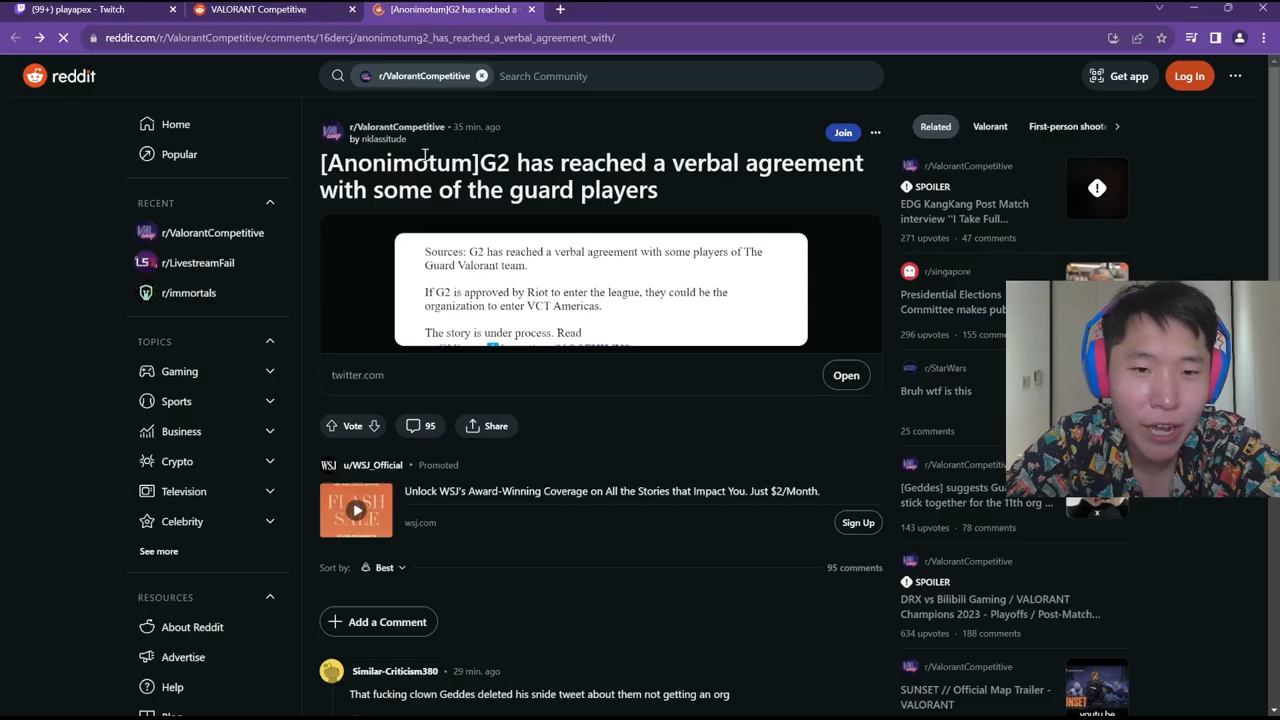 (99+) playapex - Twitch
VALORANT Competitive
[Anonimotum]G2 has reached a
reddit.com/r/ValorantCompetitive/comments/16dercj/anonimotumg2_has_reached_a_verbal_agreement_with/
reddit
r/ValorantCompetitive
Search Community
Get app
Log In
Home
Popular
RECENT
r/ValorantCompetitive
r/LivestreamFail
r/immortals
TOPICS
Gaming
Sports
Business
Crypto
Television
Celebrity
See more
RESOURCES
About Reddit
Advertise
Help
r/ValorantCompetitive • 35 min. ago
by nklassitude
Join
[Anonimotum]G2 has reached a verbal agreement
with some of the guard players
Sources: G2 has reached a verbal agreement with some players of The
Guard Valorant team.
If G2 is approved by Riot to enter the league, they could be the
organization to enter VCT Americas.
The story is under process. Read
twitter.com
Open
Vote
95
Share
WSJ
u/WSJ_Official • Promoted
Unlock WSJ's Award-Winning Coverage on All the Stories that Impact You. Just $2/Month.
FLASH
SALE
wsj.com
Sign Up
Sort by:
Best
95 comments
Add a Comment
Similar-Criticism380 • 29 min. ago
That fucking clown Geddes deleted his snide tweet about them not getting an org
Related
Valorant
First-person shoot
r/ValorantCompetitive
SPOILER
EDG KangKang Post Match
interview ''I Take Full...
271 upvotes • 47 comments
r/singapore
Presidential Elections
Committee makes pu
296 upvotes • 155 comm
r/StarWars
Bruh wtf is this
25 comments
r/ValorantCompetit
[Geddes] suggests Gu
stick together for the 11th org ...
143 upvotes • 78 comments
r/ValorantCompetitive
SPOILER
DRX vs Bilibili Gaming / VALORANT
Champions 2023 - Playoffs / Post-Match...
634 upvotes • 188 comments
r/ValorantCompetitive
SUNSET // Official Map Trailer -
VALORANT